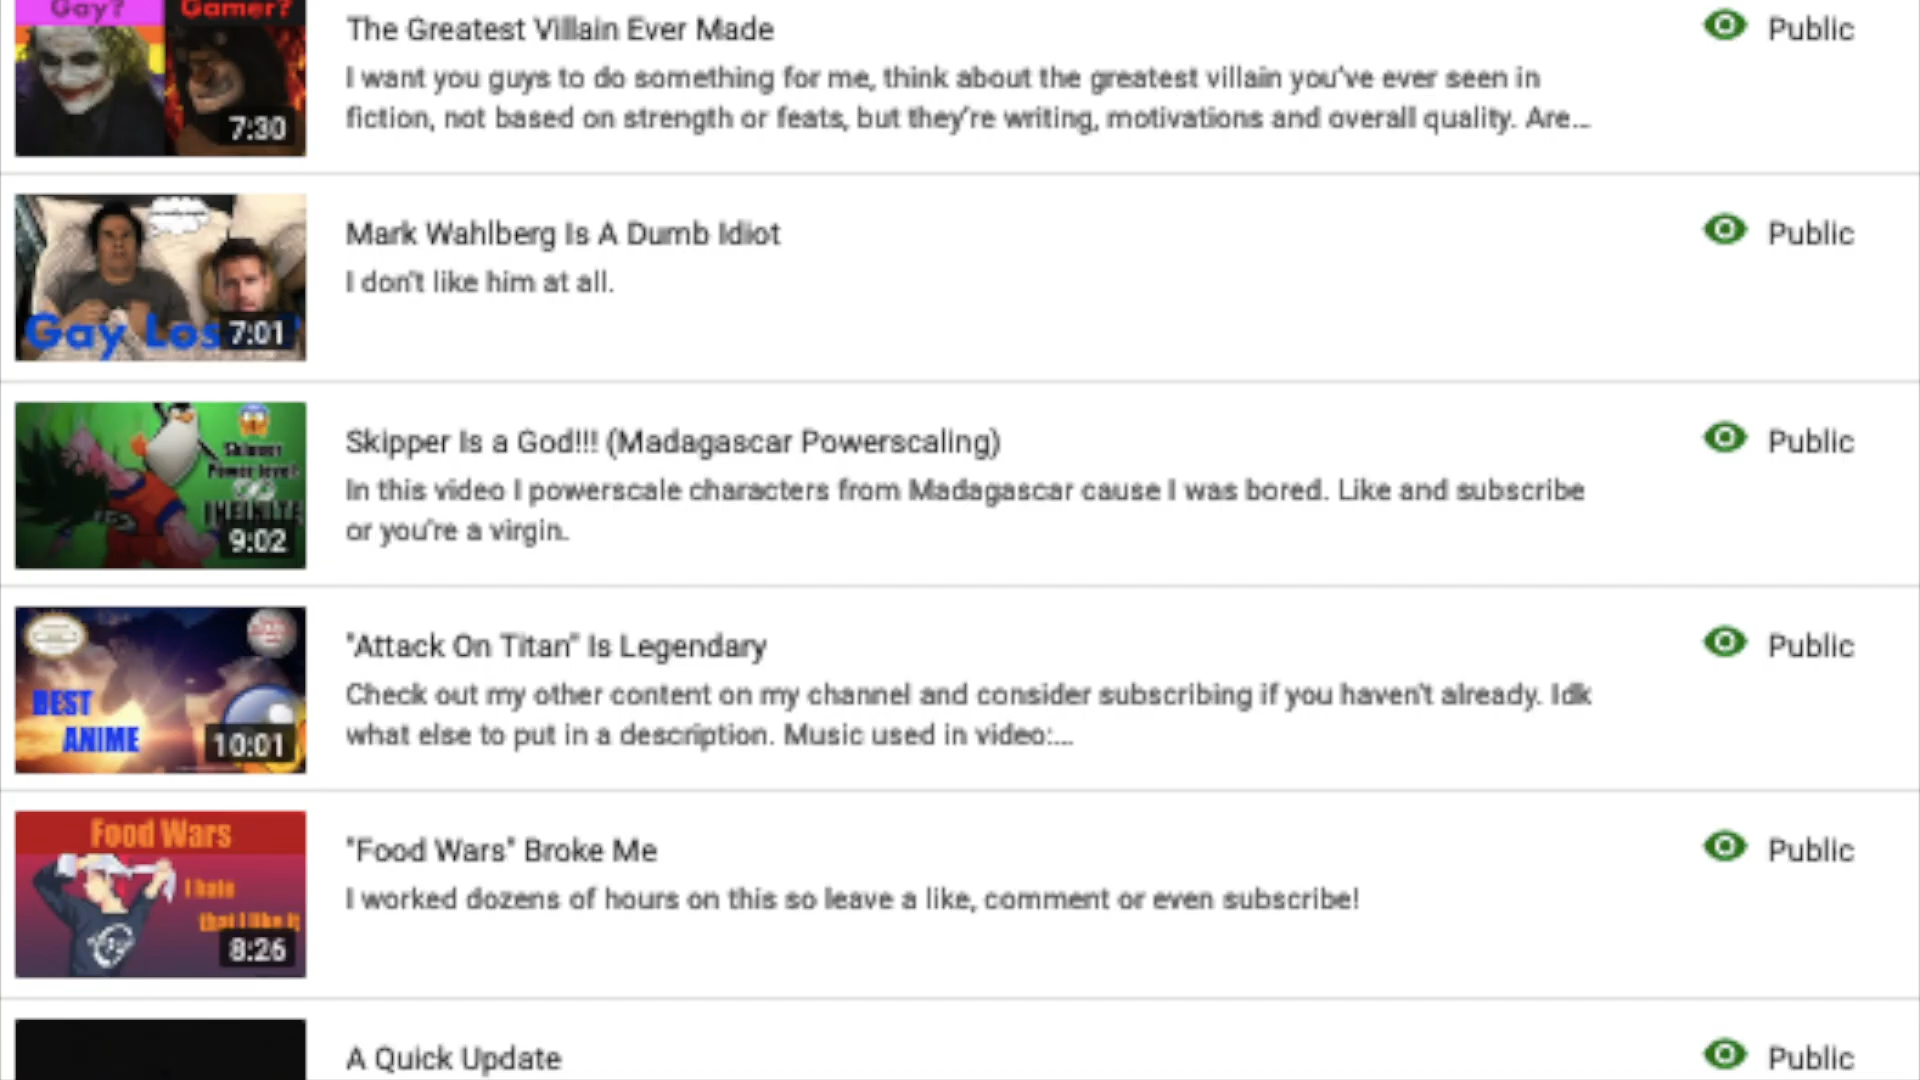 Gay? Gamer?
7:30
The Greatest Villain Ever Made
I want you guys to do something for me, think about the greatest villain you've ever seen in
fiction, not based on strength or feats, but they're writing, motivations and overall quality. Are...
Public
Gay Los
7:01
Mark Wahlberg Is A Dumb Idiot
I don't like him at all.
Public
Skipper
Power level:
INFINITE
9:02
Skipper Is a God!!! (Madagascar Powerscaling)
In this video I powerscale characters from Madagascar cause I was bored. Like and subscribe
or you're a virgin.
Public
BEST
ANIME
10:01
"Attack On Titan" Is Legendary
Check out my other content on my channel and consider subscribing if you haven't already. Idk
what else to put in a description. Music used in video:...
Public
Food Wars
I hate
that I like it
8:26
"Food Wars" Broke Me
I worked dozens of hours on this so leave a like, comment or even subscribe!
Public
A Quick Update
Public